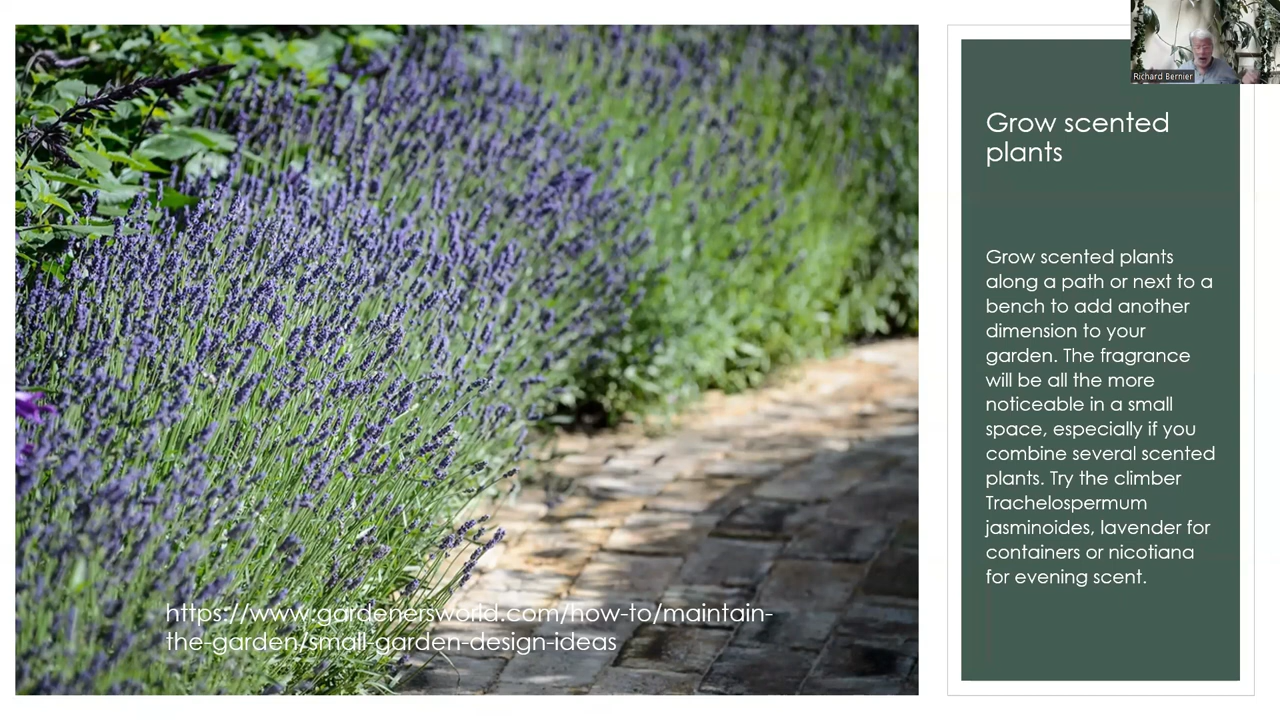 Richard Bernier
Grow scented
plants
Grow scented plants
along a path or next to a
bench to add another
dimension to your
garden. The fragrance
will be all the more
noticeable in a small
space, especially if you
combine several scented
plants. Try the climber
Trachelospermum
jasminoides, lavender for
containers or nicotiana
for evening scent.
https://www.gardenersworld.com/how-to/maintain-
the-garden/small-garden-design-ideas